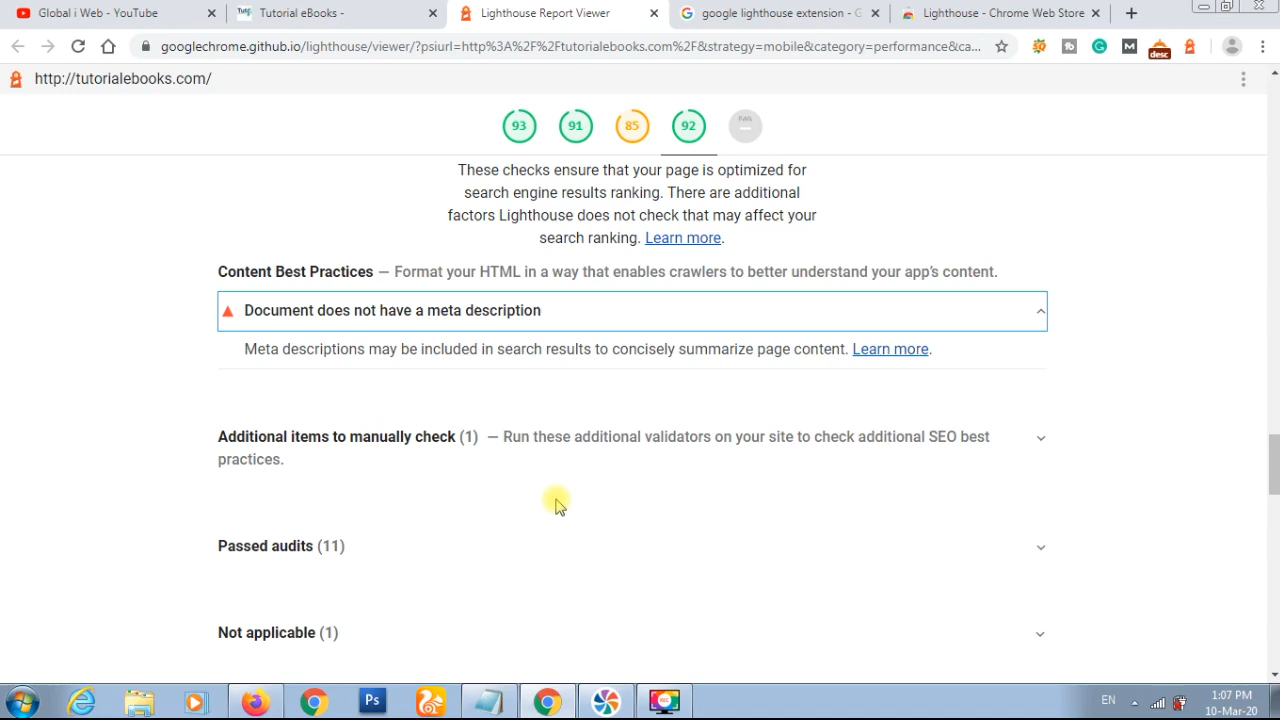 Global i Web - YouTube
Tutorial eBooks -
Lighthouse Report Viewer
google lighthouse extension - G
Lighthouse - Chrome Web Store
googlechrome.github.io/lighthouse/viewer/?psiurl=http%3A%2F%2Ftutorialebooks.com%2F&strategy=mobile&category=performance&ca...
desc
http://tutorialebooks.com/
93
91
85
92
PWA
These checks ensure that your page is optimized for
search engine results ranking. There are additional
factors Lighthouse does not check that may affect your
search ranking. Learn more.
Content Best Practices — Format your HTML in a way that enables crawlers to better understand your app's content.
Document does not have a meta description
Meta descriptions may be included in search results to concisely summarize page content. Learn more.
Additional items to manually check (1) — Run these additional validators on your site to check additional SEO best
practices.
Passed audits (11)
Not applicable (1)
Ps
EN
1:07 PM
10-Mar-20